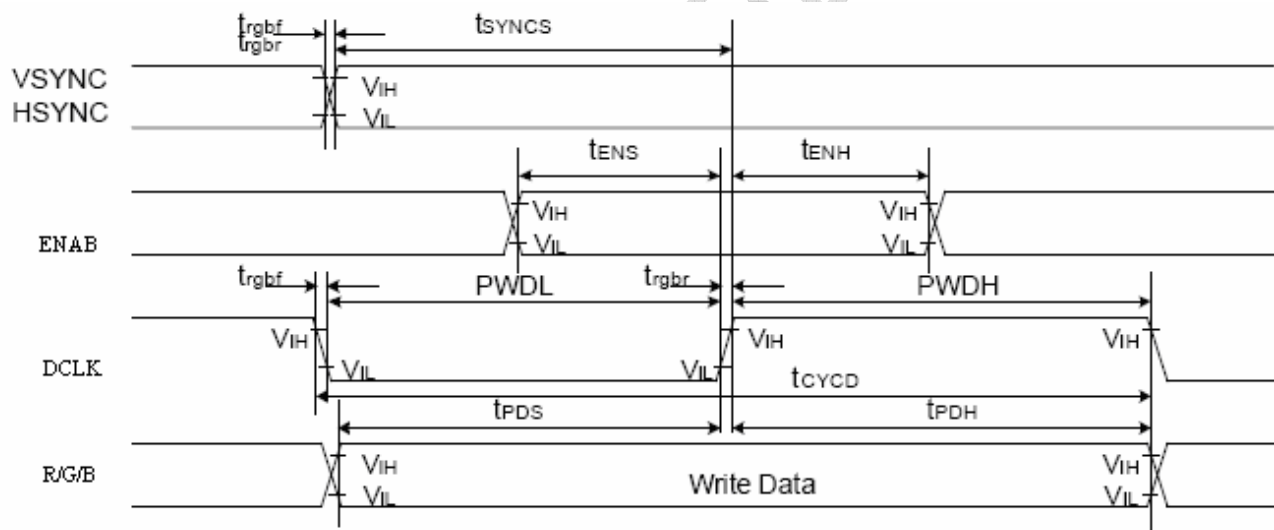 trgbf
trgbr
tSYNCS
VSYNC
HSYNC
VIH
VIL
tENS
tENH
ENAB
VIH
VIL
VIH
VIL
trgbf
PWDL
trgbr
PWDH
DCLK
VIH
VIL
VIL
VIH
VIH
tCYCD
tPDS
tPDH
R/G/B
VIH
VIL
Write Data
VIH
VIL